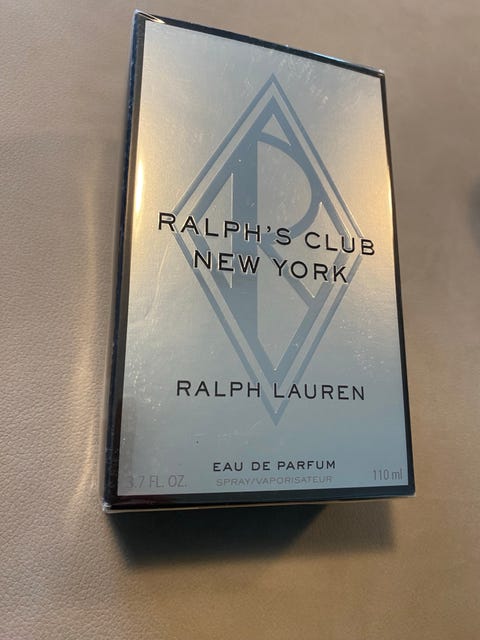 RALPH'S CLUB
NEW YORK
RALPH LAUREN
EAU DE PARFUM
3.7 FL. OZ. SPRAY/VAPORISATEUR 110 ml